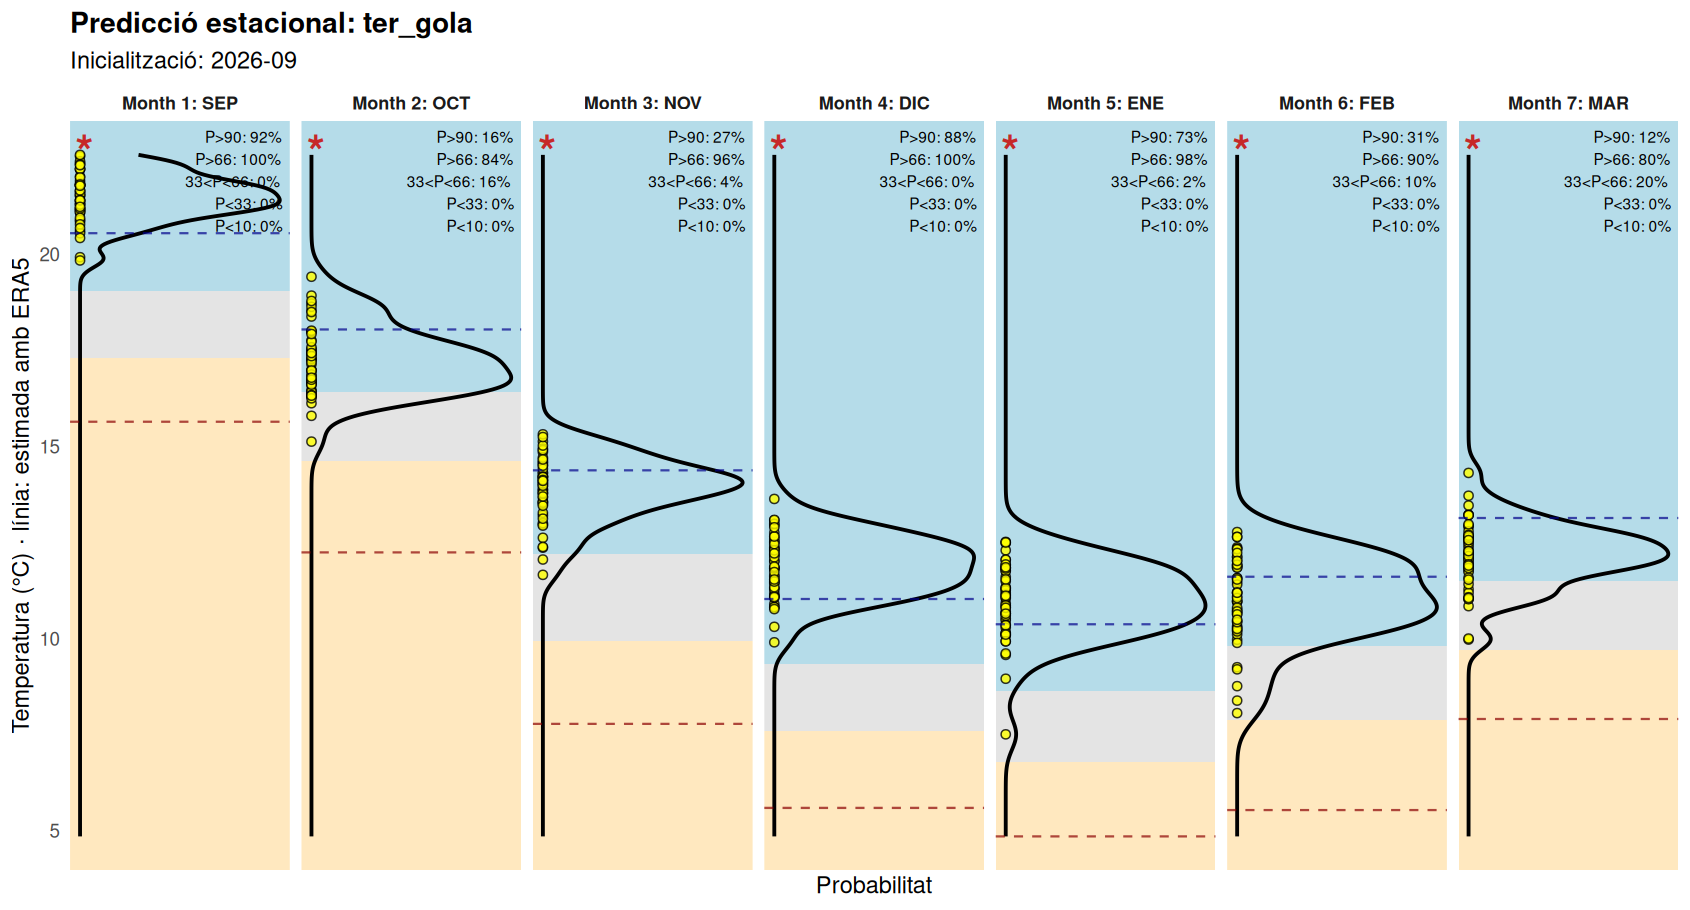 Predicció estacional: ter_gola
Inicialització: 2026-09
Month 1: SEP
Month 2: OCT
Month 3: NOV
Month 4: DIC
Month 5: ENE
Month 6: FEB
Month 7: MAR
*
P>90: 92%
P>66: 100%
33<P<66: 0%
P<33: 0%
P<10: 0%
*
P>90: 16%
P>66: 84%
33<P<66: 16%
P<33: 0%
P<10: 0%
*
P>90: 27%
P>66: 96%
33<P<66: 4%
P<33: 0%
P<10: 0%
*
P>90: 88%
P>66: 100%
33<P<66: 0%
P<33: 0%
P<10: 0%
*
P>90: 73%
P>66: 98%
33<P<66: 2%
P<33: 0%
P<10: 0%
*
P>90: 31%
P>66: 90%
33<P<66: 10%
P<33: 0%
P<10: 0%
*
P>90: 12%
P>66: 80%
33<P<66: 20%
P<33: 0%
P<10: 0%
Temperatura (°C) · línia: estimada amb ERA5
20
15
10
5
Probabilitat